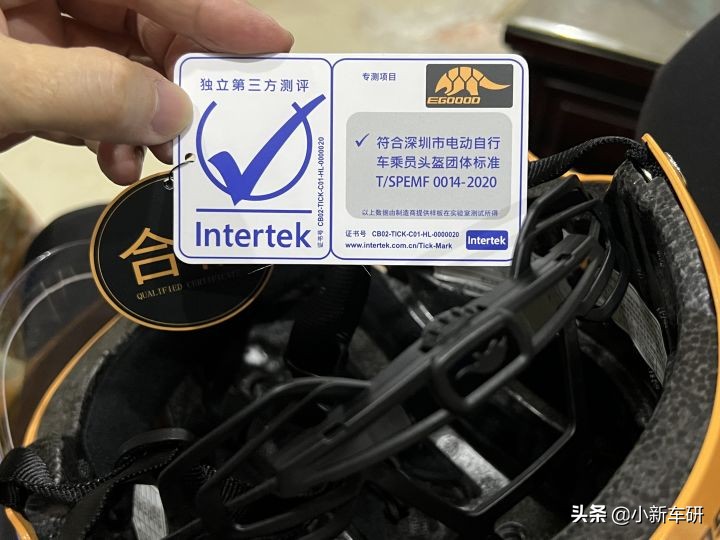 独立第三方测评
Intertek
证书号 CB02-TICK-C01-HL-0000020
专测项目
EGOOOD
✓ 符合深圳市电动自行
车乘员头盔团体标准
T/SPEMF 0014-2020
以上数据由制造商提供样板在实验室测试所得
证书号 CB02-TICK-C01-HL-0000020
www.intertek.com.cn/Tick-Mark
Intertek
合
QUALIFIED CERTIFICATE
头条 @小新车研